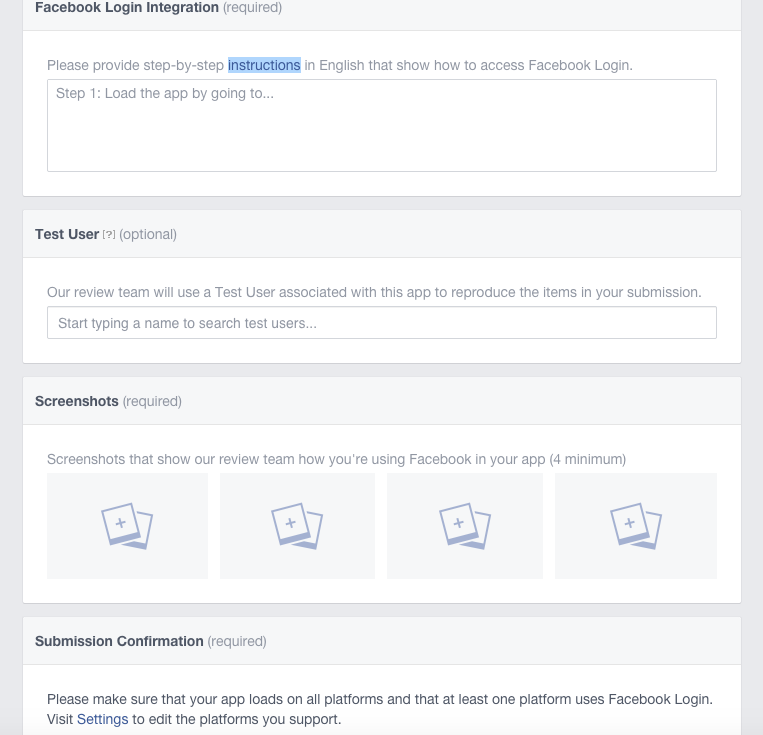 Facebook Login Integration (required)
Please provide step-by-step instructions in English that show how to access Facebook Login.
Step 1: Load the app by going to...
Test User [?] (optional)
Our review team will use a Test User associated with this app to reproduce the items in your submission.
Start typing a name to search test users...
Screenshots (required)
Screenshots that show our review team how you're using Facebook in your app (4 minimum)
Submission Confirmation (required)
Please make sure that your app loads on all platforms and that at least one platform uses Facebook Login.
Visit Settings to edit the platforms you support.